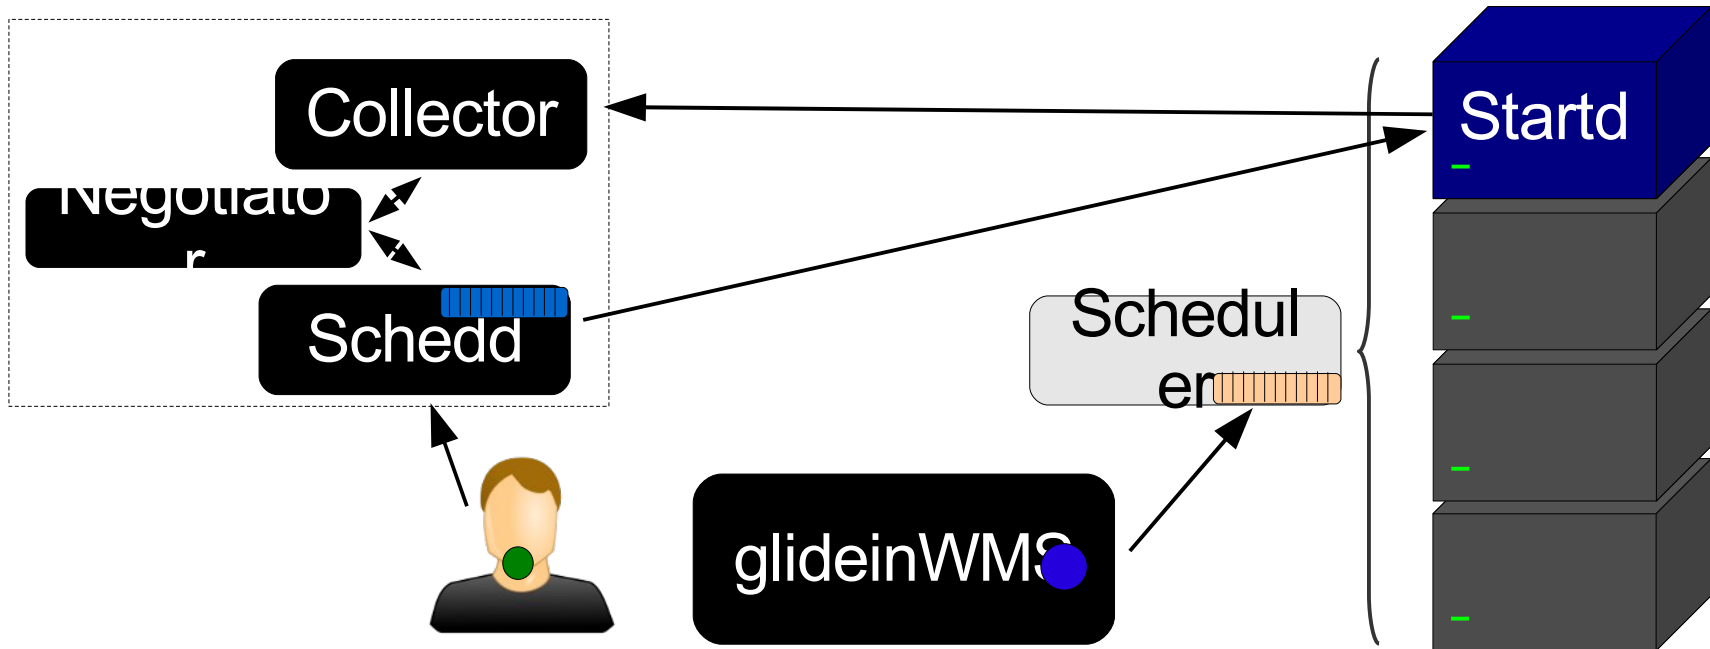 Collector
Startd
Negotiato
r
Schedul
er
Schedd
glideinWMS